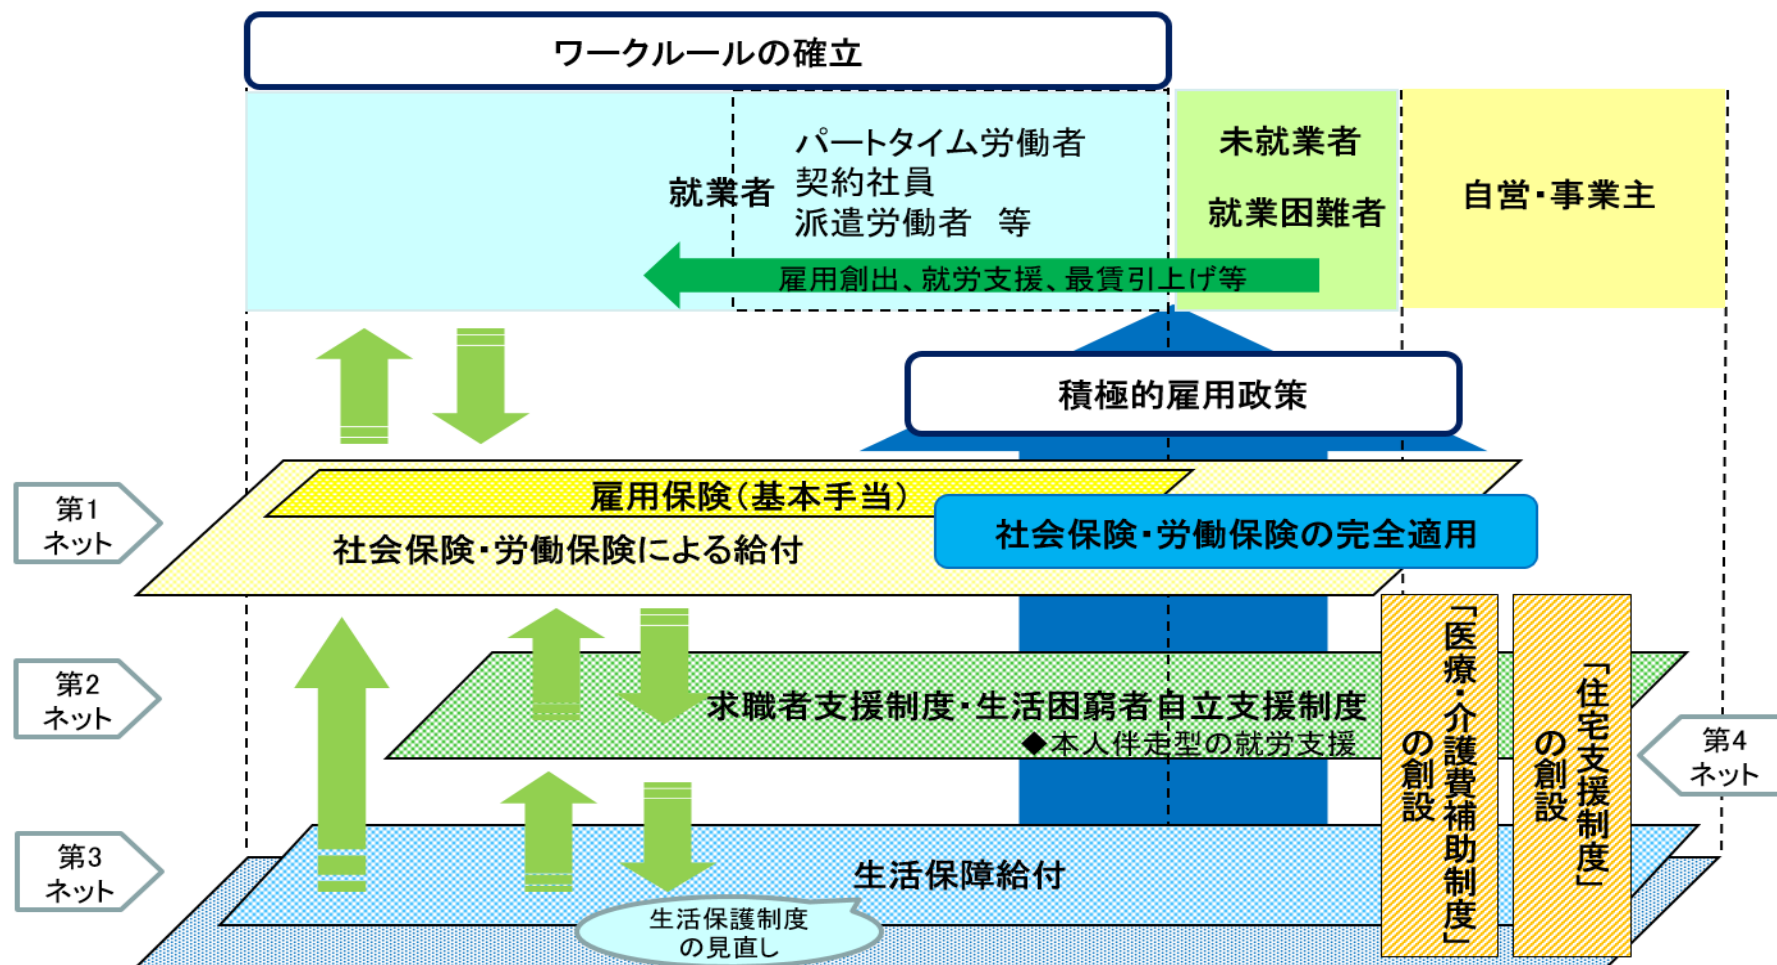 ワークルールの確立
就業者
パートタイム労働者
契約社員
派遣労働者　等
未就業者
就業困難者
自営・事業主
雇用創出、就労支援、最賃引上げ等
積極的雇用政策
第1
ネット
雇用保険(基本手当)
社会保険・労働保険による給付
社会保険・労働保険の完全適用
第2
ネット
求職者支援制度・生活困窮者自立支援制度
◆本人伴走型の就労支援
「医療・介護費補助制度」
の創設
「住宅支援制度」
の創設
第4
ネット
第3
ネット
生活保障給付
生活保護制度
の見直し